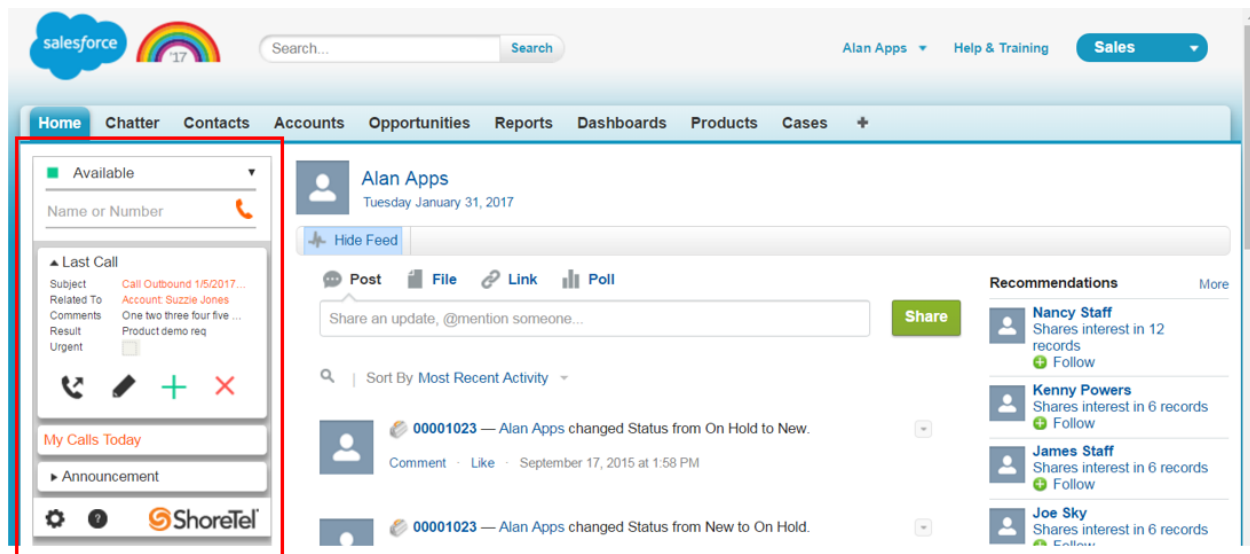 salesforce
'17
Search...
Search
Alan Apps
Help & Training
Sales
Home Chatter Contacts Accounts Opportunities Reports Dashboards Products Cases +
Available
Name or Number
Last Call
Subject Call Outbound 1/5/2017...
Related To Account: Suzzie Jones
Comments One two three four five ...
Result Product demo req
Urgent
My Calls Today
Announcement
ShoreTel
Alan Apps
Tuesday January 31, 2017
Hide Feed
Post File Link Poll
Share an update, @mention someone...
Share
Sort By Most Recent Activity
00001023 — Alan Apps changed Status from On Hold to New.
Comment · Like · September 17, 2015 at 1:58 PM
00001023 — Alan Apps changed Status from New to On Hold.
Recommendations More
Nancy Staff
Shares interest in 12
records
Follow
Kenny Powers
Shares interest in 6 records
Follow
James Staff
Shares interest in 6 records
Follow
Joe Sky
Shares interest in 6 records
Follow